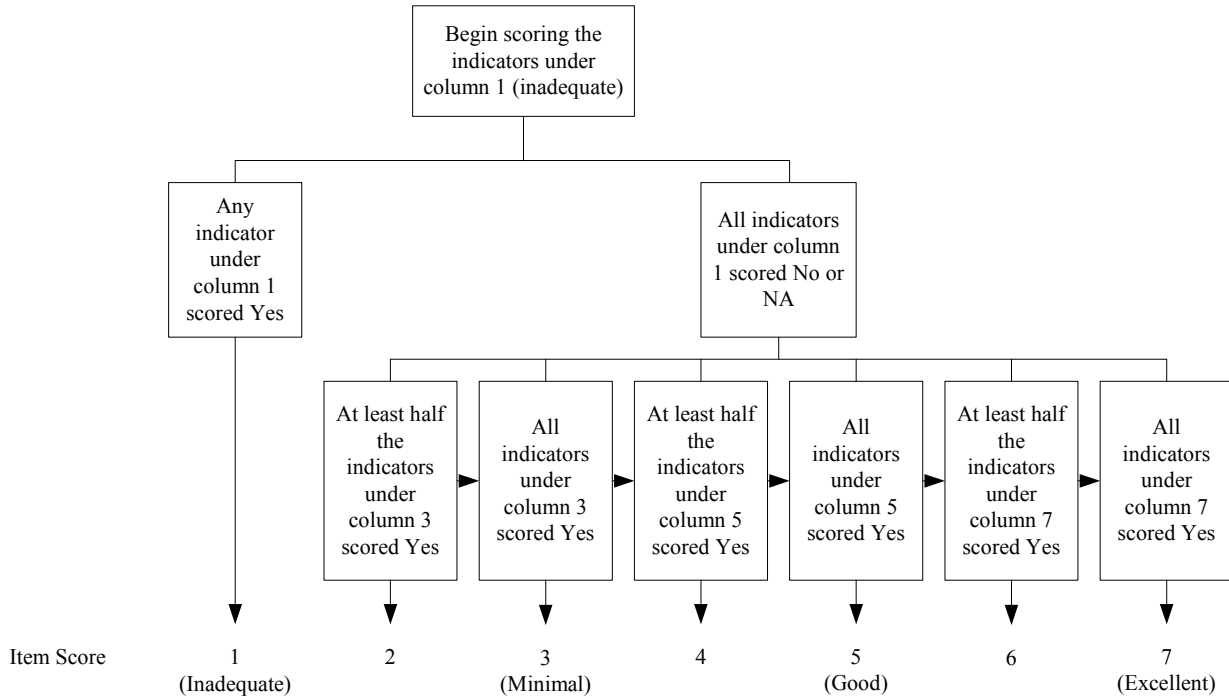 Begin scoring the
indicators under
column 1 (inadequate)
Any
indicator
under
column 1
scored Yes
All indicators
under column
1 scored No or
NA
At least half
the
indicators
under
column 3
scored Yes
All
indicators
under
column 3
scored Yes
At least half
the
indicators
under
column 5
scored Yes
All
indicators
under
column 5
scored Yes
At least half
the
indicators
under
column 7
scored Yes
All
indicators
under
column 7
scored Yes
Item Score 1 2 3 4 5 6 7
(Inadequate) (Minimal) (Good) (Excellent)